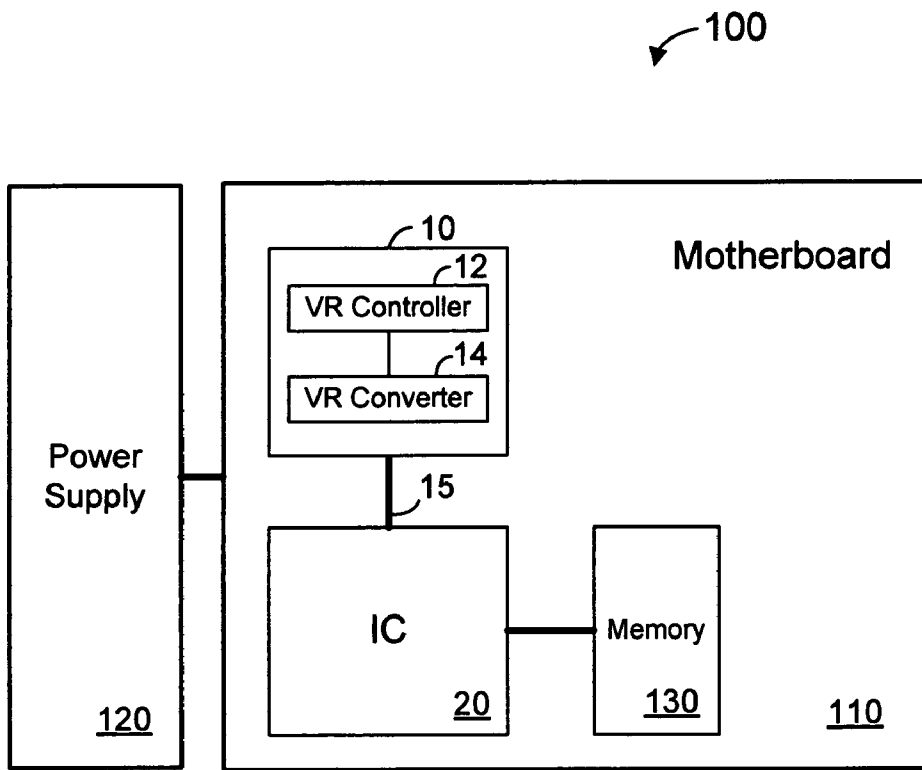 100
10
Motherboard
12
VR Controller
14
VR Converter
Power
Supply
15
IC
Memory
120
20
130
110